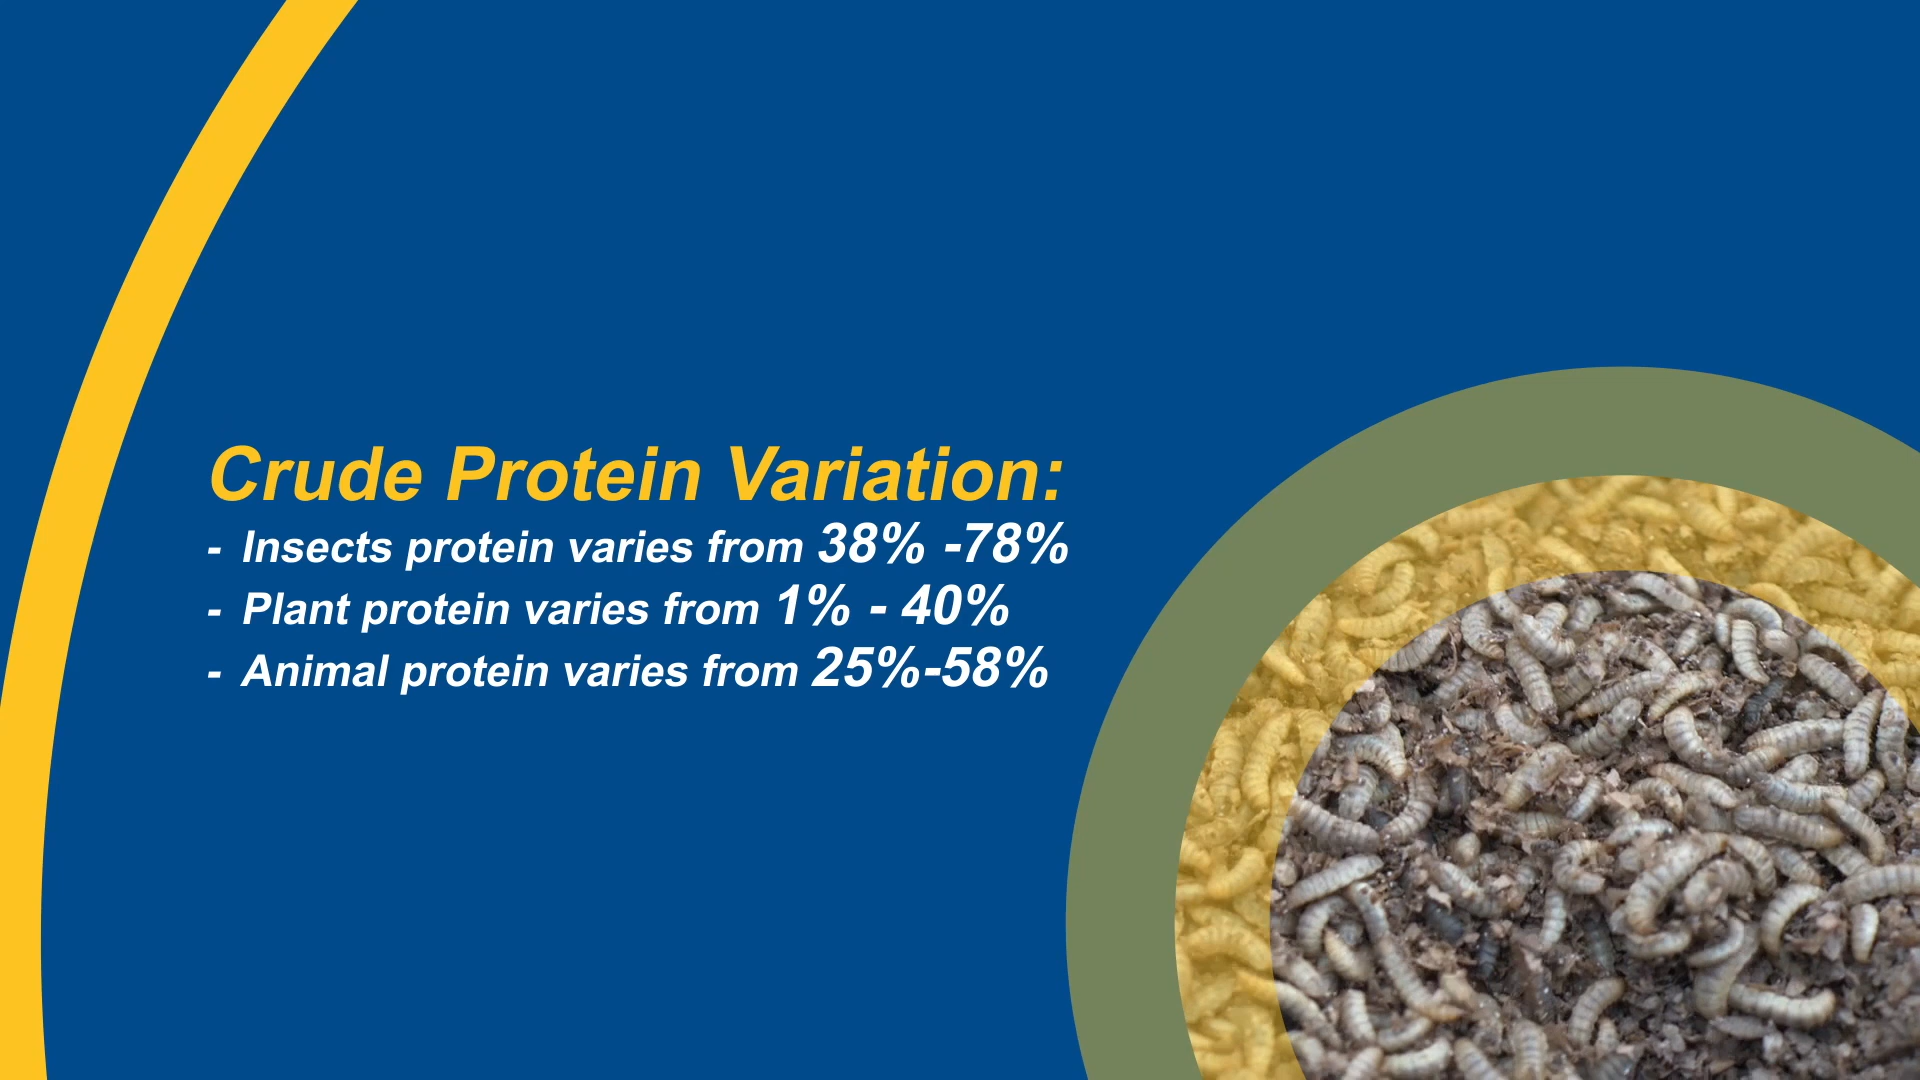 Crude Protein Variation:
- Insects protein varies from 38% -78%
- Plant protein varies from 1% - 40%
- Animal protein varies from 25%-58%